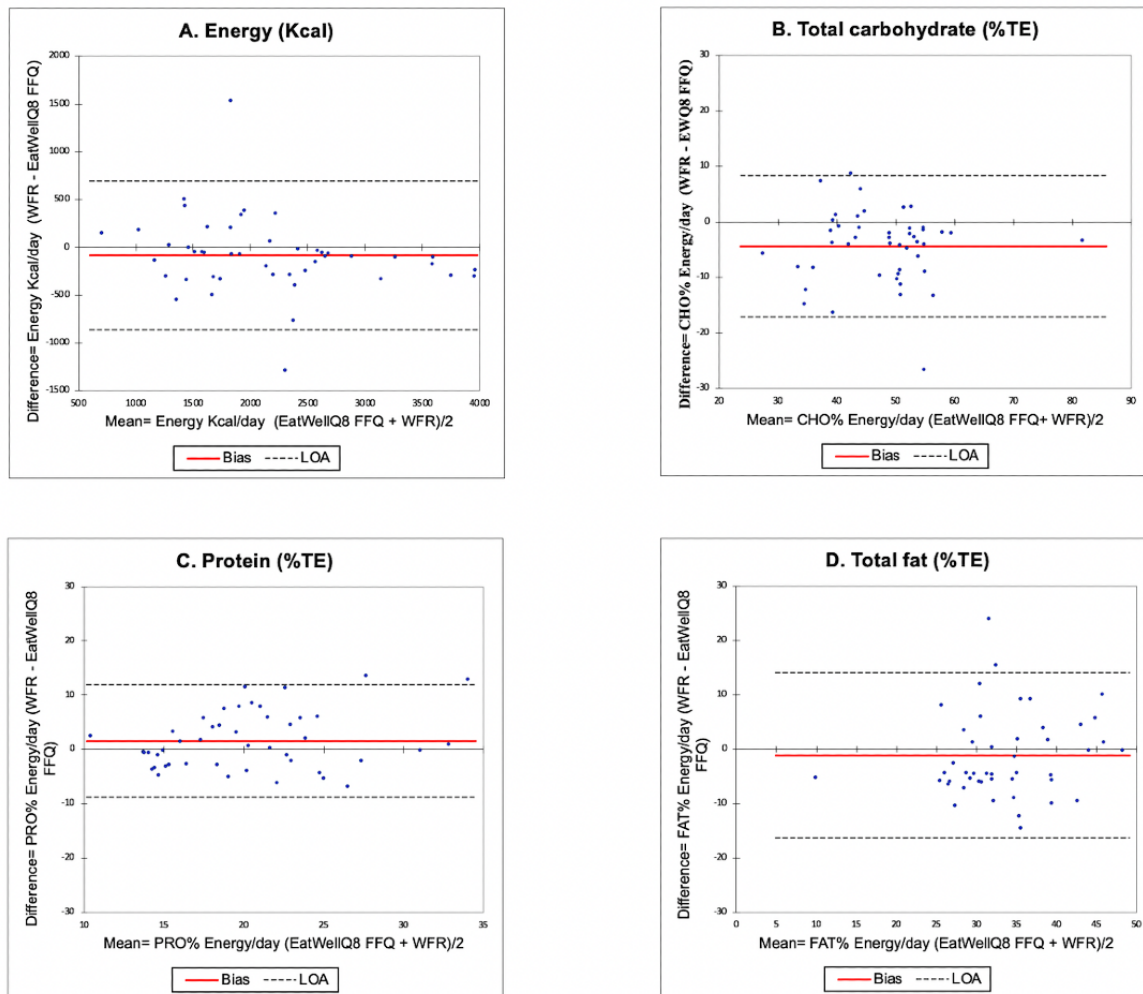 A. Energy (Kcal)
Difference= Energy Kcal/day (WFR - EatWellQ8 FFQ)
2000
1500
1000
500
0
-500
-1000
-1500
500 1000 1500 2000 2500 3000 3500 4000
Mean= Energy Kcal/day (EatWellQ8 FFQ + WFR)/2
Bias LOA
B. Total carbohydrate (%TE)
Difference= CHO% Energy/day (WFR - EWQ8 FFQ)
30
20
10
0
-10
-20
-30
20 30 40 50 60 70 80 90
Mean= CHO% Energy/day (EatWellQ8 FFQ+ WFR)/2
Bias LOA
C. Protein (%TE)
Difference= PRO% Energy/day (WFR - EatWellQ8
FFQ)
30
20
10
0
-10
-20
-30
10 15 20 25 30 35
Mean= PRO% Energy/day (EatWellQ8 FFQ + WFR)/2
Bias LOA
D. Total fat (%TE)
Difference= FAT% Energy/day (WFR - EatWellQ8
FFQ)
30
20
10
0
-10
-20
-30
0 5 10 15 20 25 30 35 40 45 50
Mean= FAT% Energy/day (EatWellQ8 FFQ + WFR)/2
Bias LOA